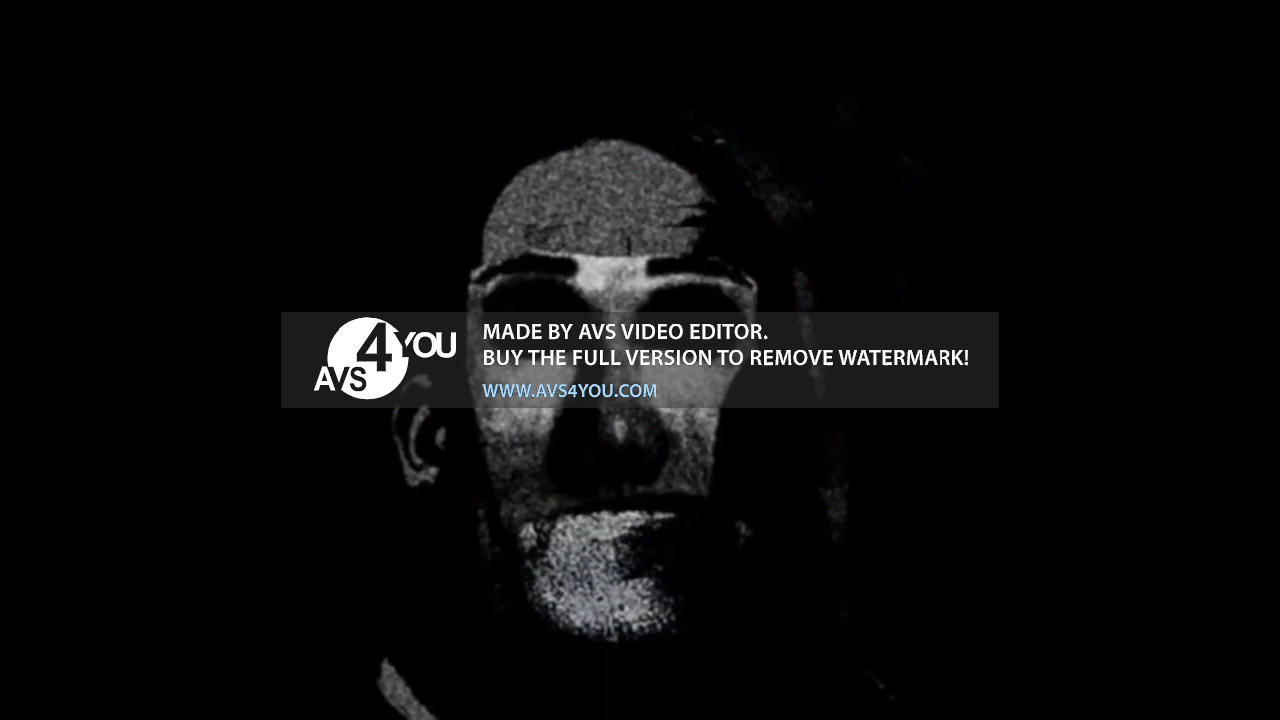 AVS4YOU
MADE BY AVS VIDEO EDITOR.
BUY THE FULL VERSION TO REMOVE WATERMARK!
WWW.AVS4YOU.COM